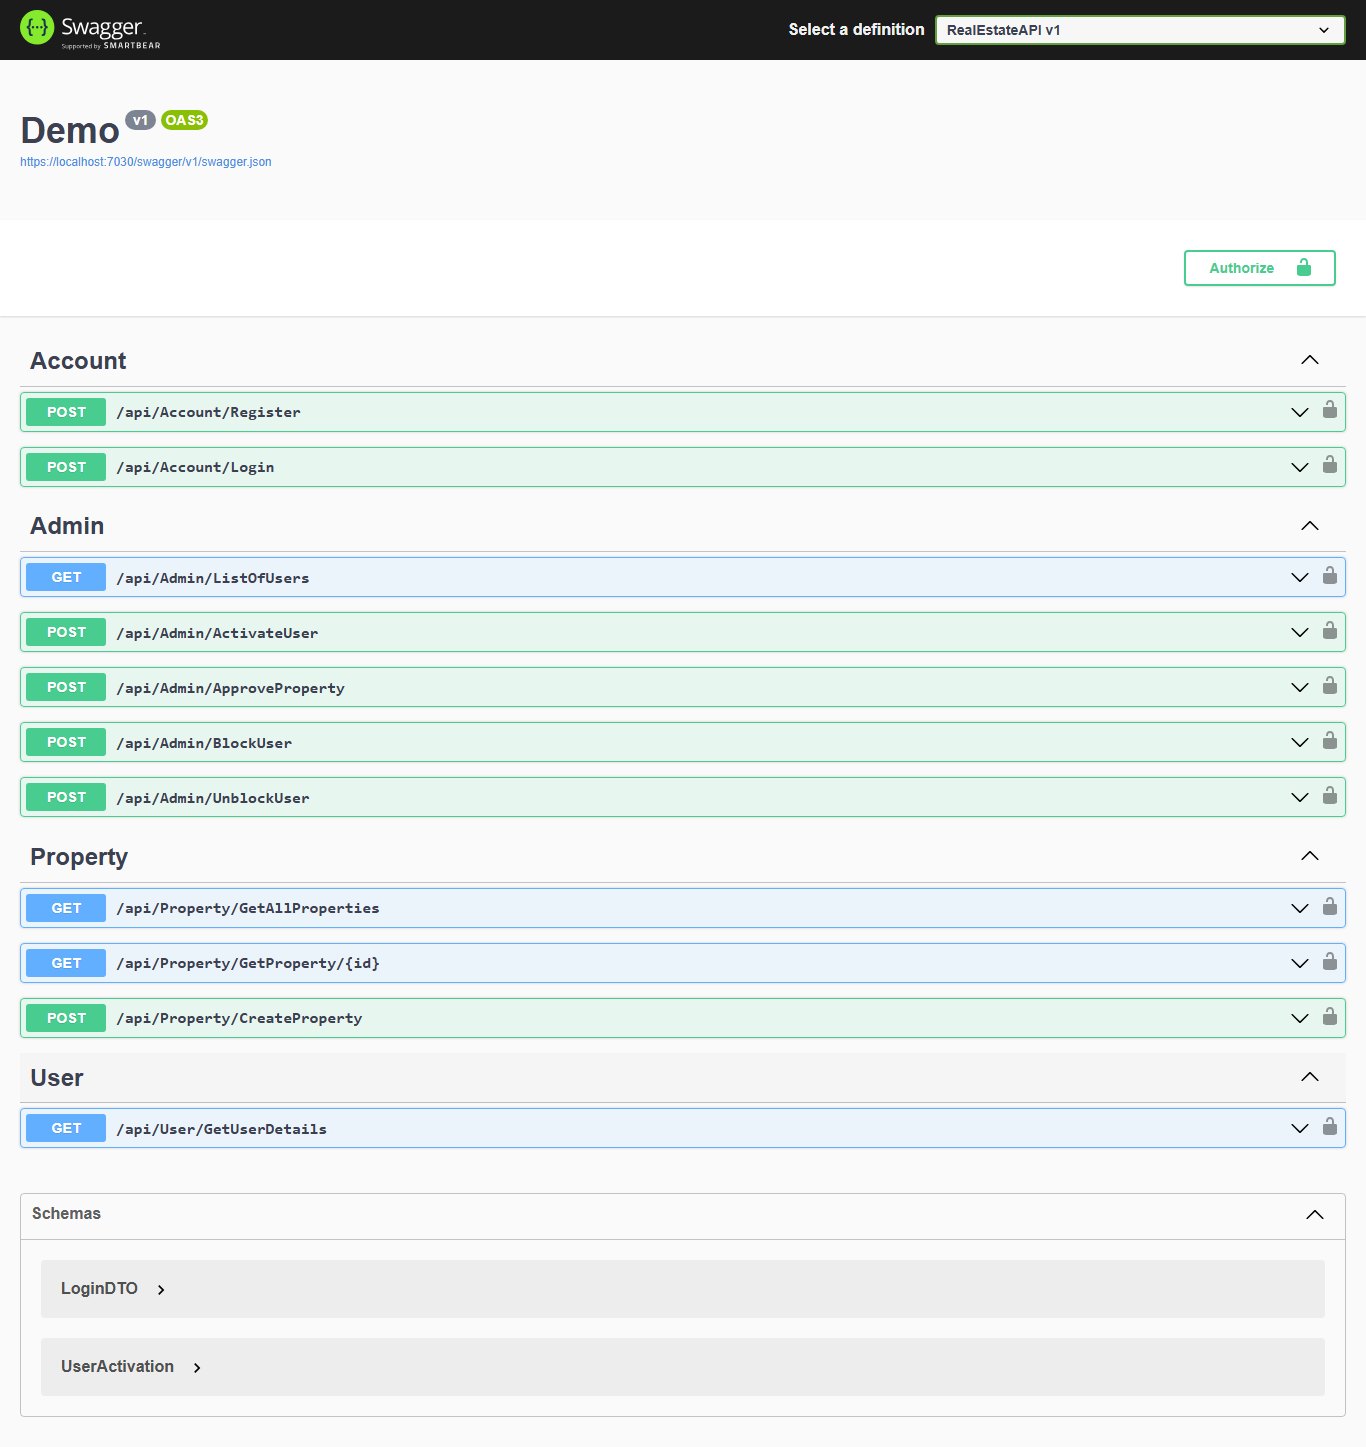 Swagger
Supported by SMARTBEAR
Select a definition
RealEstateAPI v1
Demo v1 OAS3
https://localhost:7030/swagger/v1/swagger.json
Authorize
Account
POST /api/Account/Register
POST /api/Account/Login
Admin
GET /api/Admin/ListOfUsers
POST /api/Admin/ActivateUser
POST /api/Admin/ApproveProperty
POST /api/Admin/BlockUser
POST /api/Admin/UnblockUser
Property
GET /api/Property/GetAllProperties
GET /api/Property/GetProperty/{id}
POST /api/Property/CreateProperty
User
GET /api/User/GetUserDetails
Schemas
LoginDTO
UserActivation